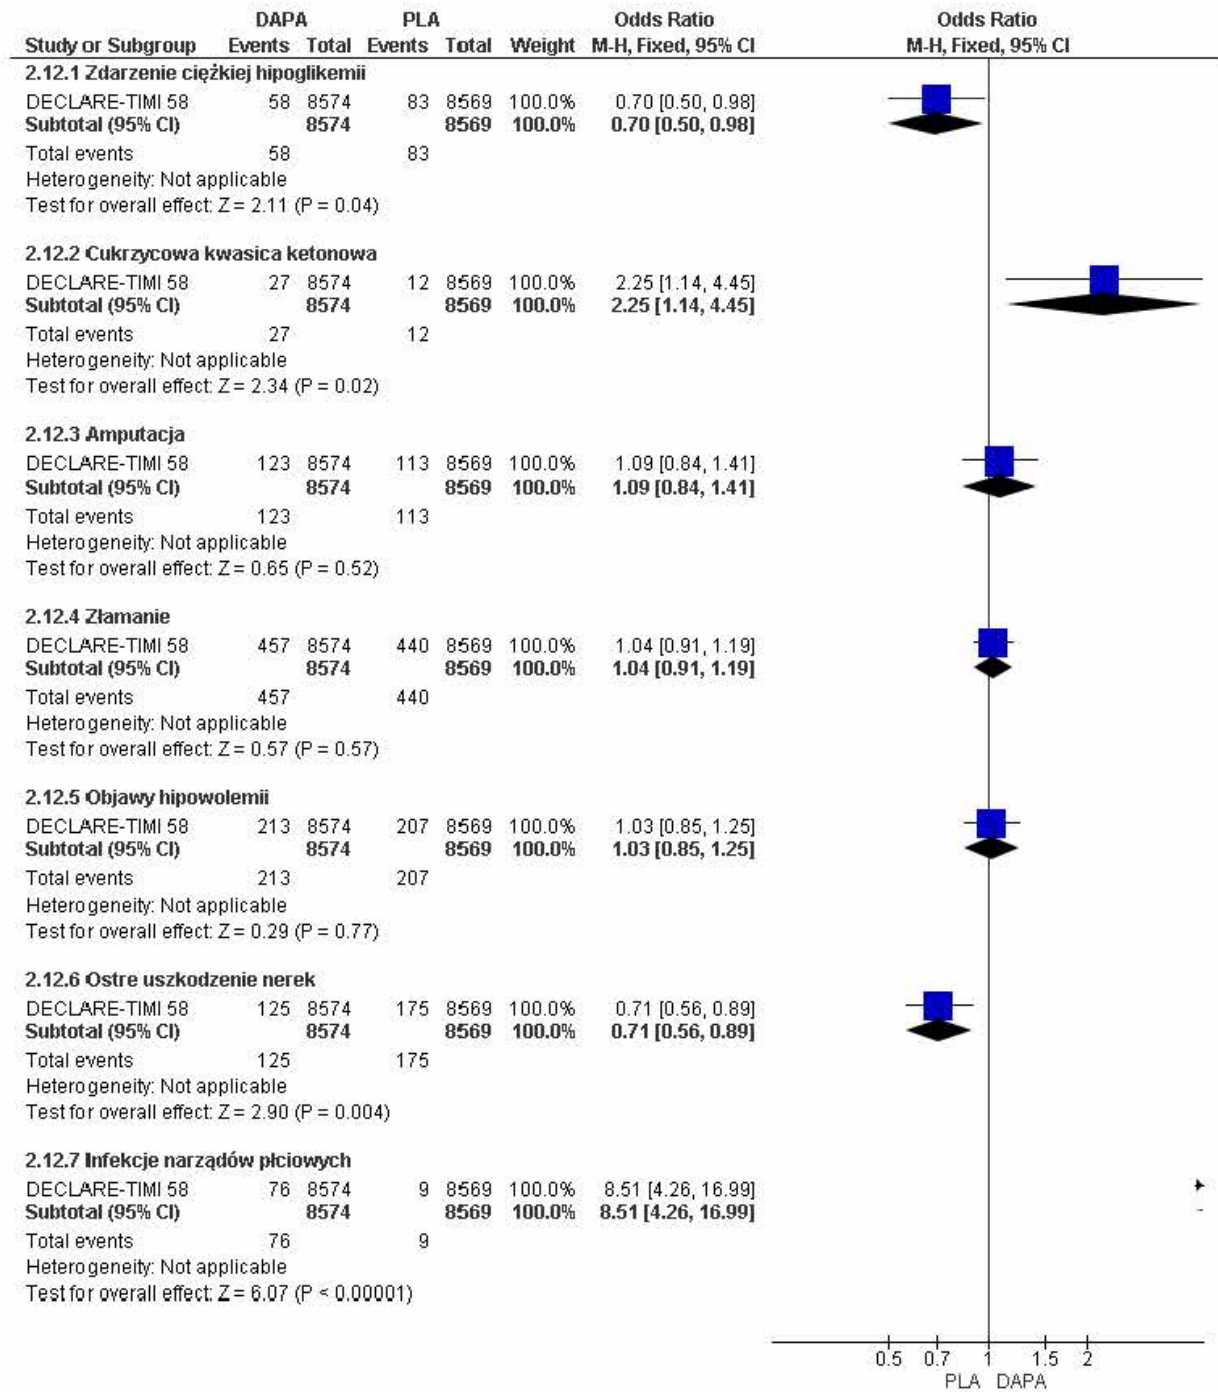 DAPA PLA Odds Ratio Odds Ratio
Study or Subgroup Events Total Events Total Weight M-H, Fixed, 95% CI M-H, Fixed, 95% CI
2.12.1 Zdarzenie ciężkiej hipoglikemii
DECLARE-TIMI 58 58 8574 83 8569 100.0% 0.70 [0.50, 0.98]
Subtotal (95% CI) 8574 8569 100.0% 0.70 [0.50, 0.98]
Total events 58 83
Heterogeneity: Not applicable
Test for overall effect: Z = 2.11 (P = 0.04)
2.12.2 Cukrzycowa kwasica ketonowa
DECLARE-TIMI 58 27 8574 12 8569 100.0% 2.25 [1.14, 4.45]
Subtotal (95% CI) 8574 8569 100.0% 2.25 [1.14, 4.45]
Total events 27 12
Heterogeneity: Not applicable
Test for overall effect: Z = 2.34 (P = 0.02)
2.12.3 Amputacja
DECLARE-TIMI 58 123 8574 113 8569 100.0% 1.09 [0.84, 1.41]
Subtotal (95% CI) 8574 8569 100.0% 1.09 [0.84, 1.41]
Total events 123 113
Heterogeneity: Not applicable
Test for overall effect: Z = 0.65 (P = 0.52)
2.12.4 Złamanie
DECLARE-TIMI 58 457 8574 440 8569 100.0% 1.04 [0.91, 1.19]
Subtotal (95% CI) 8574 8569 100.0% 1.04 [0.91, 1.19]
Total events 457 440
Heterogeneity: Not applicable
Test for overall effect: Z = 0.57 (P = 0.57)
2.12.5 Objawy hipowolemii
DECLARE-TIMI 58 213 8574 207 8569 100.0% 1.03 [0.85, 1.25]
Subtotal (95% CI) 8574 8569 100.0% 1.03 [0.85, 1.25]
Total events 213 207
Heterogeneity: Not applicable
Test for overall effect: Z = 0.29 (P = 0.77)
2.12.6 Ostre uszkodzenie nerek
DECLARE-TIMI 58 125 8574 175 8569 100.0% 0.71 [0.56, 0.89]
Subtotal (95% CI) 8574 8569 100.0% 0.71 [0.56, 0.89]
Total events 125 175
Heterogeneity: Not applicable
Test for overall effect: Z = 2.90 (P = 0.004)
2.12.7 Infekcje narządów płciowych
DECLARE-TIMI 58 76 8574 9 8569 100.0% 8.51 [4.26, 16.99]
Subtotal (95% CI) 8574 8569 100.0% 8.51 [4.26, 16.99]
Total events 76 9
Heterogeneity: Not applicable
Test for overall effect: Z = 6.07 (P < 0.00001)
0.5 0.7 1 1.5 2
PLA DAPA